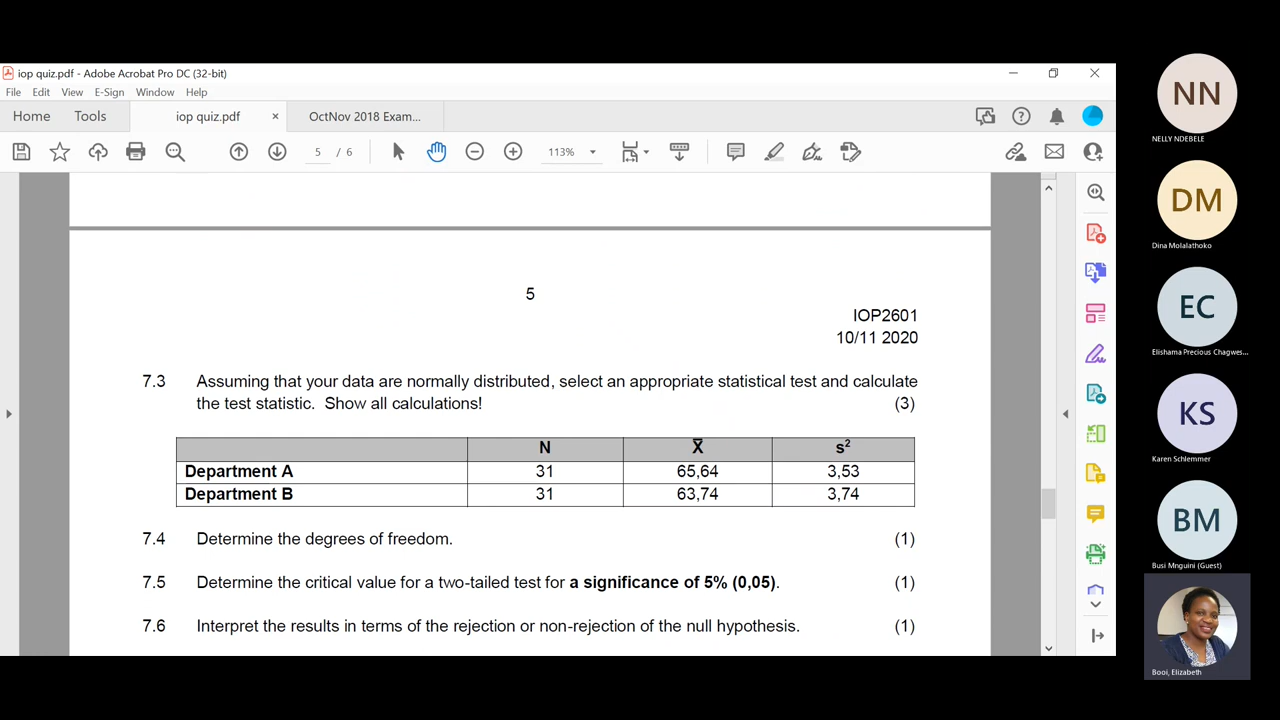 iop quiz.pdf - Adobe Acrobat Pro DC (32-bit)
File Edit View E-Sign Window Help
Home Tools iop quiz.pdf × OctNov 2018 Exam...
5 / 6 113%
5
IOP2601
10/11 2020
7.3 Assuming that your data are normally distributed, select an appropriate statistical test and calculate
the test statistic. Show all calculations! (3)
N X̅ s²
Department A 31 65,64 3,53
Department B 31 63,74 3,74
7.4 Determine the degrees of freedom. (1)
7.5 Determine the critical value for a two-tailed test for a significance of 5% (0,05). (1)
7.6 Interpret the results in terms of the rejection or non-rejection of the null hypothesis. (1)
NN
NELLY NDEBELE
DM
Dina Molalathoko
EC
Elishama Precious Chagwes...
KS
Karen Schlemmer
BM
Busi Mnguini (Guest)
Booi, Elizabeth